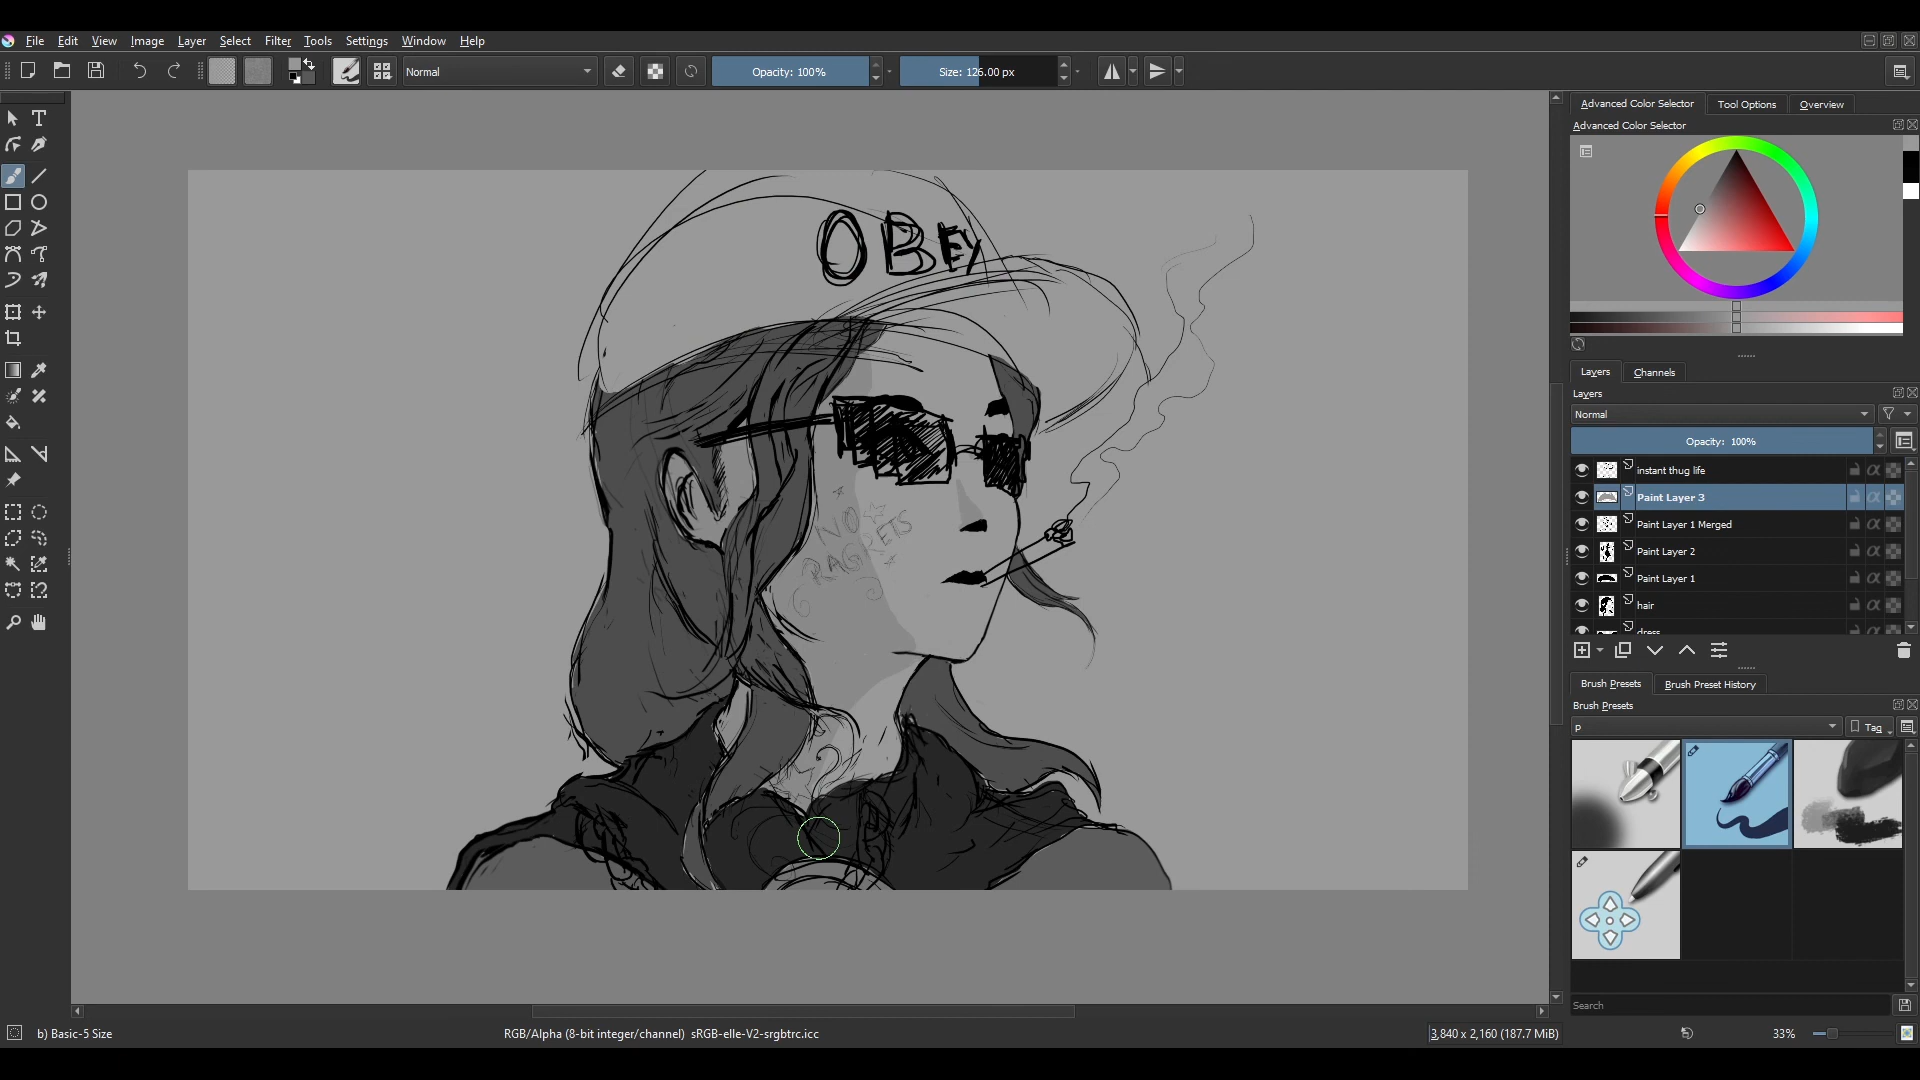 File Edit View Image Layer Select Filter Tools Settings Window Help
Normal
Opacity: 100%
Size: 126.00 px
Advanced Color Selector Tool Options Overview
Advanced Color Selector
OBEY
NO
RAGRETS
Layers Channels
Layers
Normal
Opacity: 100%
instant thug life
Paint Layer 3
Paint Layer 1 Merged
Paint Layer 2
Paint Layer 1
hair
dress
Brush Presets Brush Preset History
Brush Presets
p
Tag
Search
b) Basic-5 Size
RGB/Alpha (8-bit integer/channel) sRGB-elle-V2-srgbtrc.icc
3,840 x 2,160 (187.7 MiB)
33%